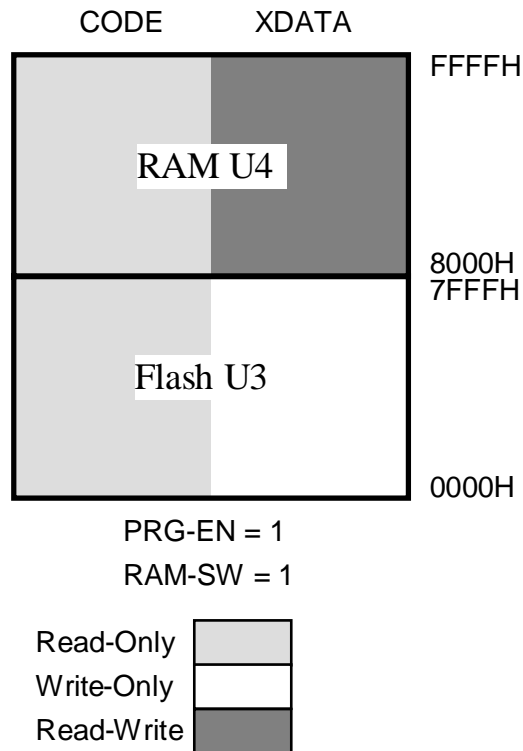 CODE XDATA
FFFFH
RAM U4
8000H
7FFFH
Flash U3
0000H
PRG-EN = 1
RAM-SW = 1
Read-Only
Write-Only
Read-Write